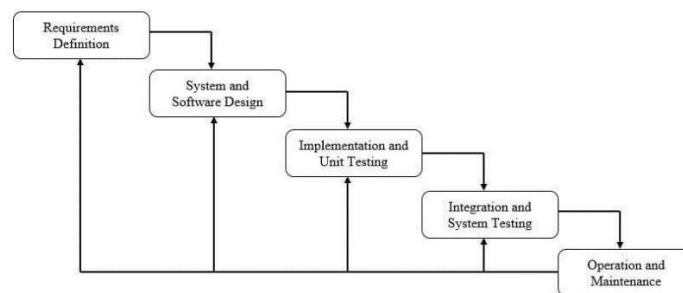 Requirements
Definition
System and
Software Design
Implementation and
Unit Testing
Integration and
System Testing
Operation and
Maintenance